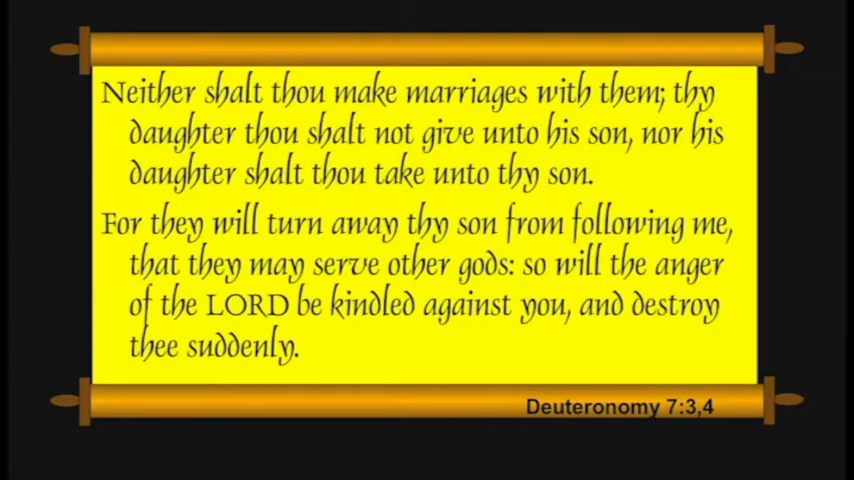 Neither shalt thou make marriages with them; thy
daughter thou shalt not give unto his son, nor his
daughter shalt thou take unto thy son.
For they will turn away thy son from following me,
that they may serve other gods: so will the anger
of the LORD be kindled against you, and destroy
thee suddenly.
Deuteronomy 7:3,4